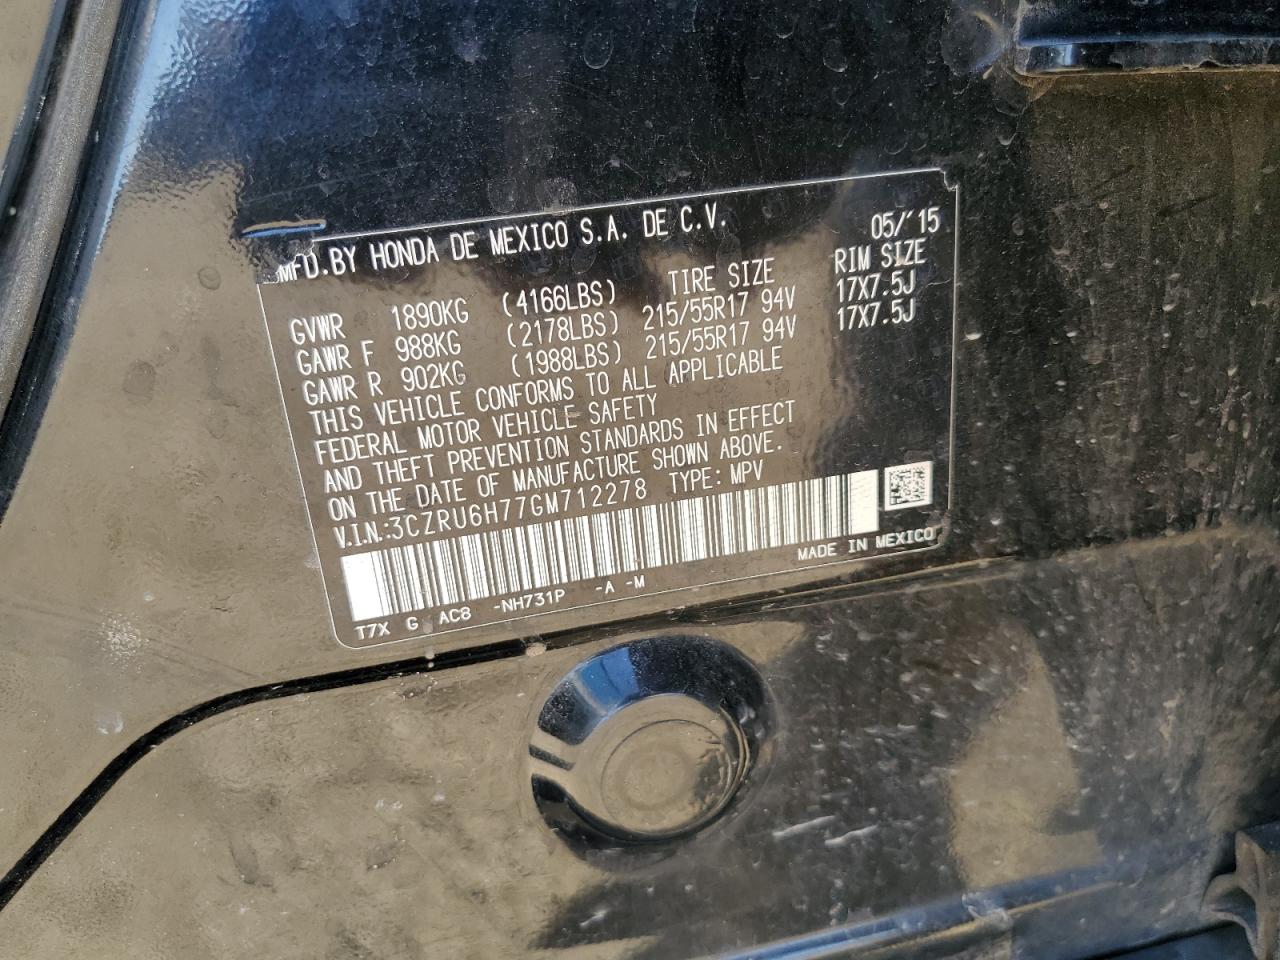 MFD.BY HONDA DE MEXICO S.A. DE C.V. 05/'15
GVWR 1890KG (4166LBS) TIRE SIZE RIM SIZE
GAWR F 988KG (2178LBS) 215/55R17 94V 17X7.5J
GAWR R 902KG (1988LBS) 215/55R17 94V 17X7.5J
THIS VEHICLE CONFORMS TO ALL APPLICABLE
FEDERAL MOTOR VEHICLE SAFETY
AND THEFT PREVENTION STANDARDS IN EFFECT
ON THE DATE OF MANUFACTURE SHOWN ABOVE.
V.I.N:3CZRU6H77GM712278 TYPE: MPV
MADE IN MEXICO
T7X G AC8 -NH731P -A -M